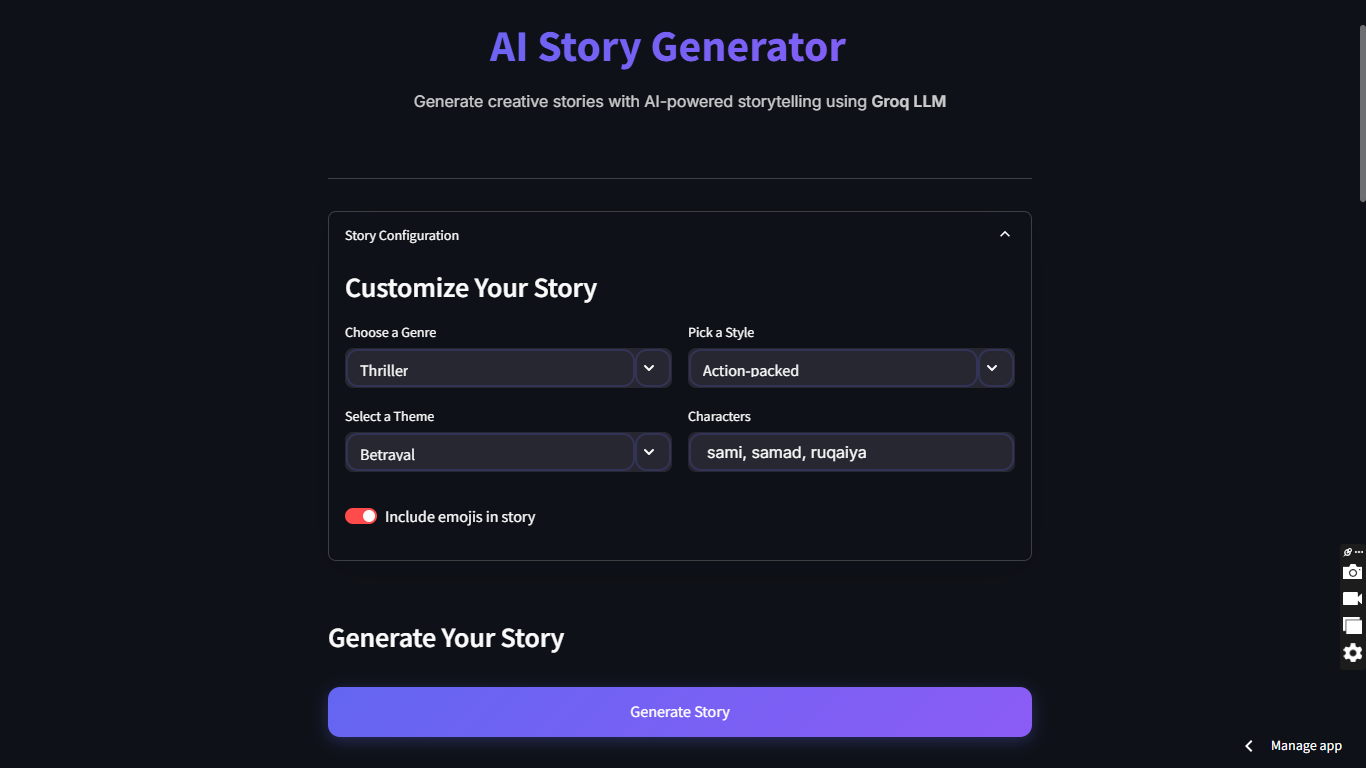 AI Story Generator
Generate creative stories with AI-powered storytelling using Groq LLM
Story Configuration
Customize Your Story
Choose a Genre
Pick a Style
Thriller
Action-packed
Select a Theme
Characters
Betrayal
sami, samad, ruqaiya
Include emojis in story
Generate Your Story
Generate Story
Manage app